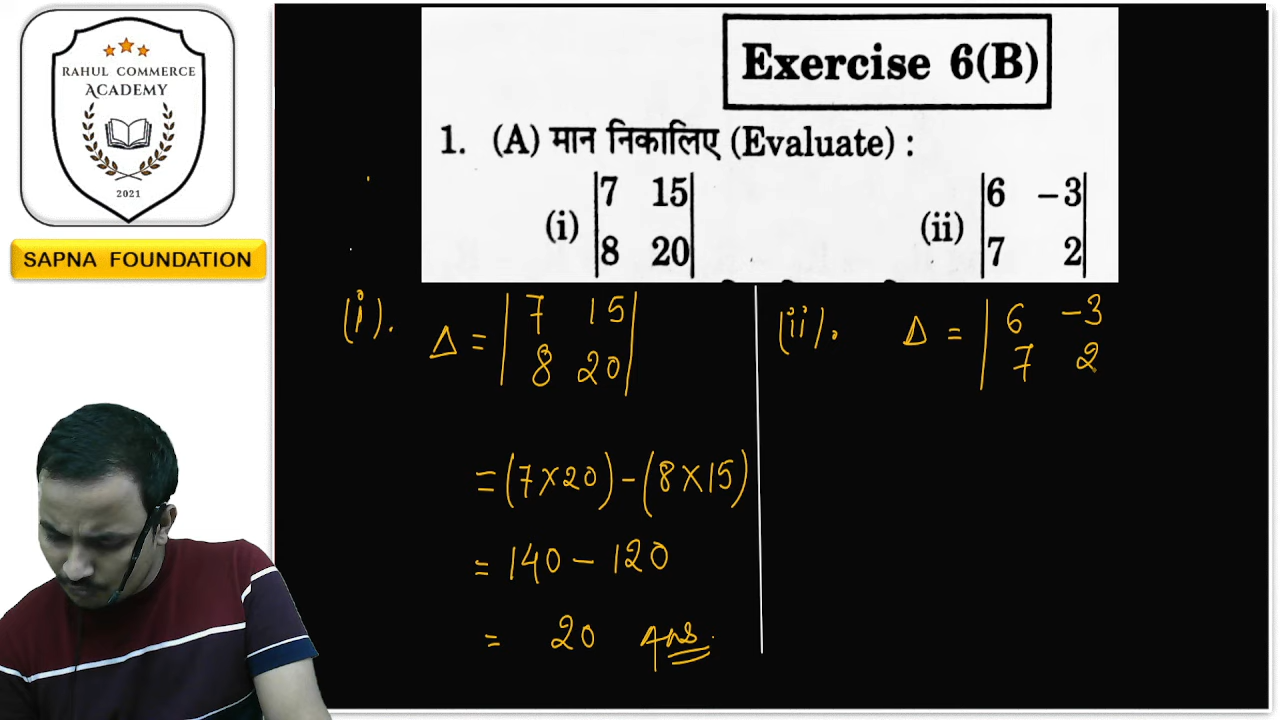 RAHUL COMMERCE
ACADEMY
2021
SAPNA FOUNDATION
Exercise 6(B)
1. (A) मान निकालिए (Evaluate) :
(i) |7 15|
|8 20|
(ii) |6 -3|
|7 2|
(i). Δ = |7 15|
|8 20|
= (7×20) - (8×15)
= 140 - 120
= 20 Ans.
(ii). Δ = |6 -3
|7 2